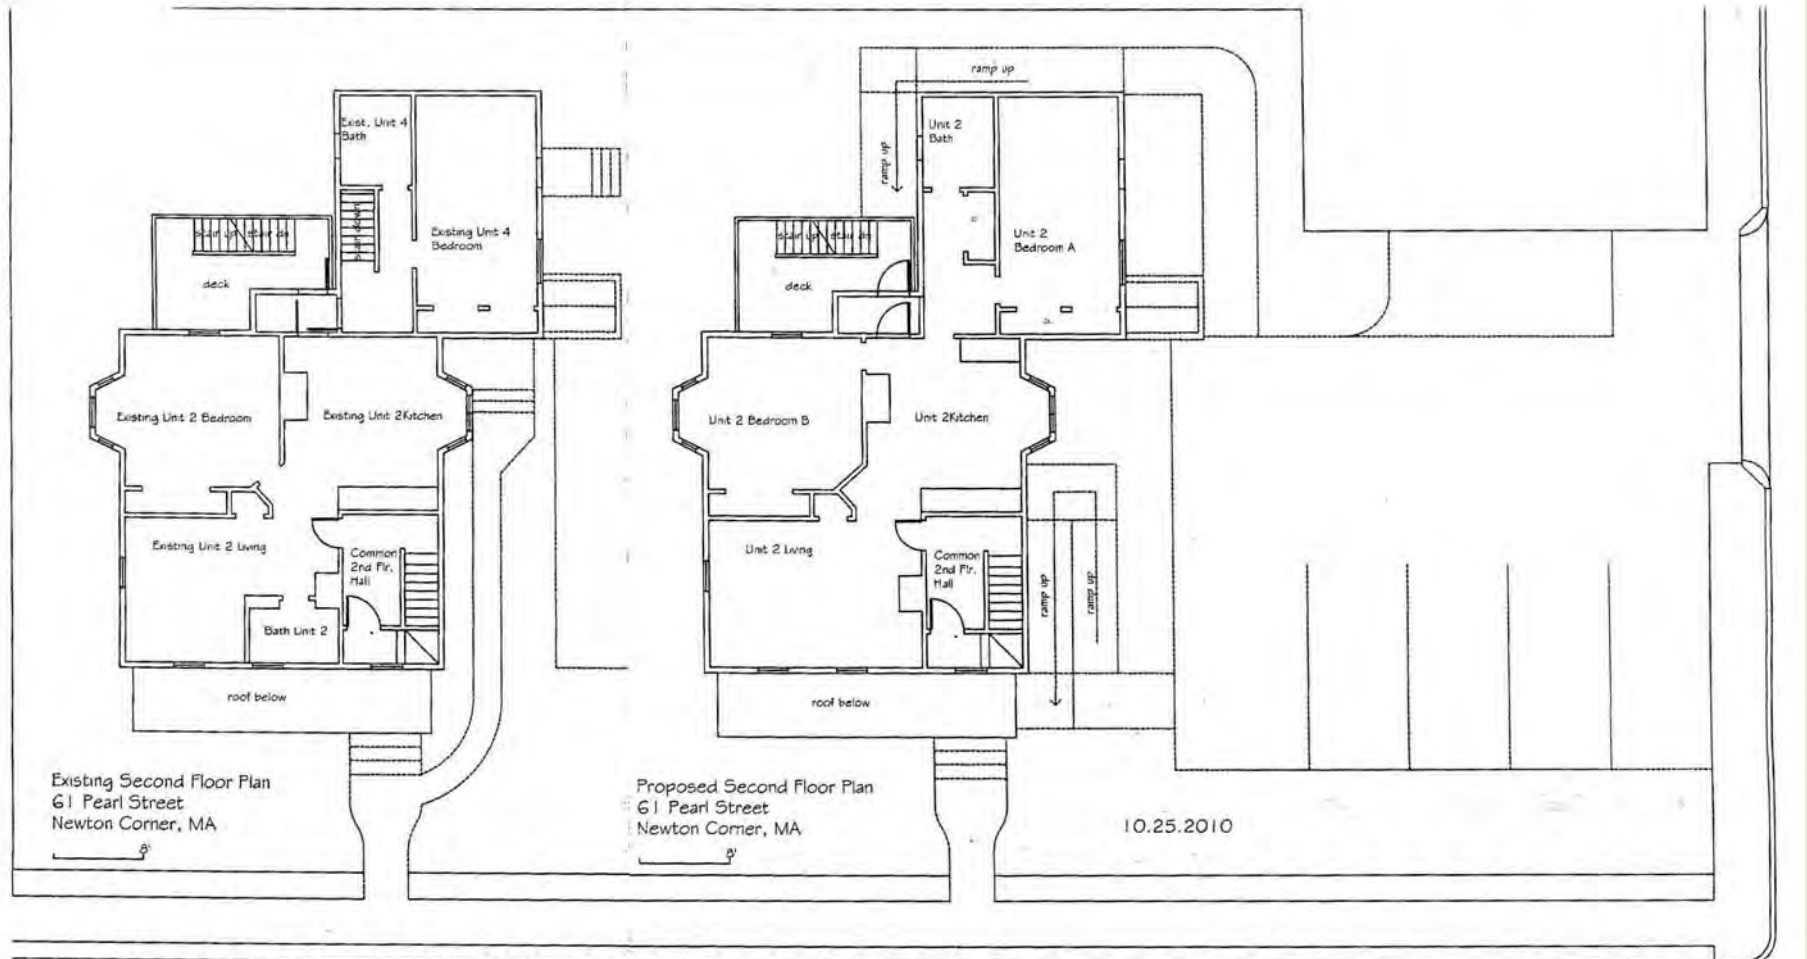 ramp up
Exist. Unit 4
Bath
Unit 2
Bath
ramp up
stair down
Existing Unit 4
Bedroom
Unit 2
Bedroom A
stair up stair dn
stair up stair dn
deck
deck
Existing Unit 2 Bedroom
Existing Unit 2Kitchen
Unit 2 Bedroom B
Unit 2Kitchen
Existing Unit 2 Living
Common
2nd Flr.
Hall
Unit 2 Living
Common
2nd Flr.
Hall
ramp up
ramp up
Bath Unit 2
roof below
roof below
Existing Second Floor Plan
61 Pearl Street
Newton Corner, MA
8'
Proposed Second Floor Plan
61 Pearl Street
Newton Corner, MA
8'
10.25.2010